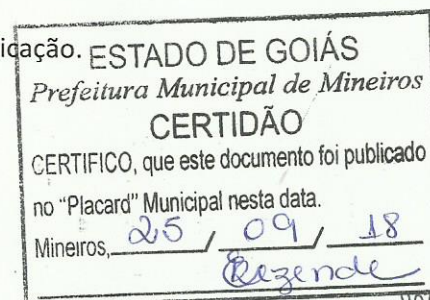 icação.
ESTADO DE GOIÁS
Prefeitura Municipal de Mineiros
CERTIDÃO
CERTIFICO, que este documento foi publicado
no "Placard" Municipal nesta data.
Mineiros, 25 / 09 / 18
Rezende